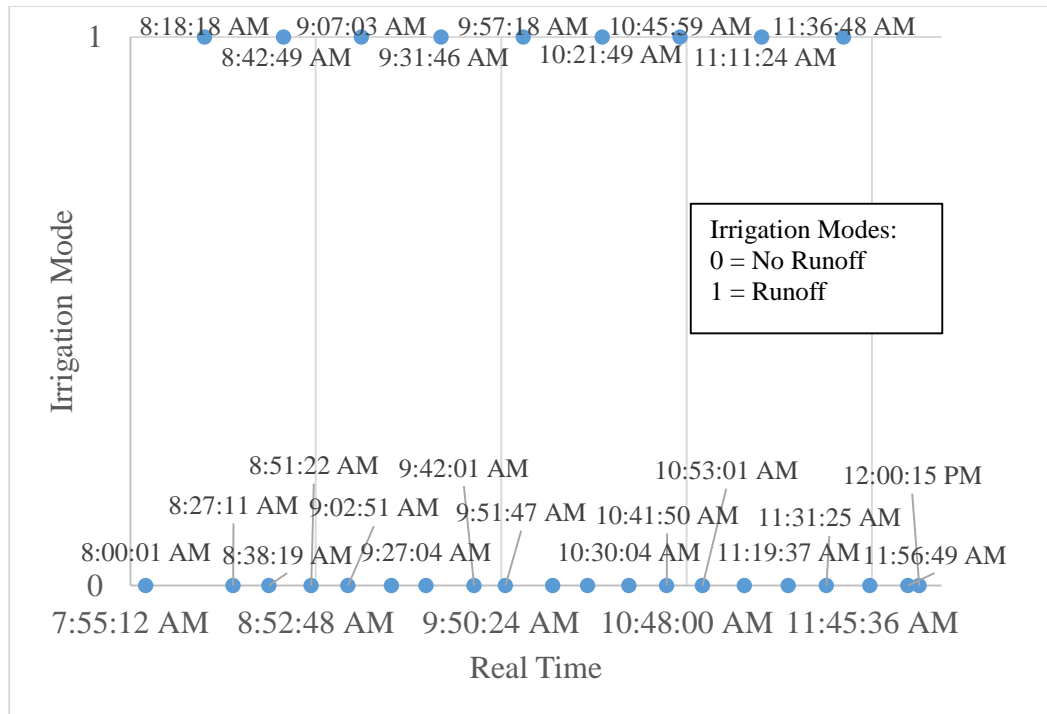 8:18:18 AM 9:07:03 AM 9:57:18 AM 10:45:59 AM 11:36:48 AM
1
8:42:49 AM 9:31:46 AM 10:21:49 AM 11:11:24 AM
Irrigation Mode
Irrigation Modes:
0 = No Runoff
1 = Runoff
8:51:22 AM 9:42:01 AM 10:53:01 AM 12:00:15 PM
8:27:11 AM 9:02:51 AM 9:51:47 AM 10:41:50 AM 11:31:25 AM
8:00:01 AM 8:38:19 AM 9:27:04 AM 10:30:04 AM 11:19:37 AM 11:56:49 AM
0
7:55:12 AM 8:52:48 AM 9:50:24 AM 10:48:00 AM 11:45:36 AM
Real Time